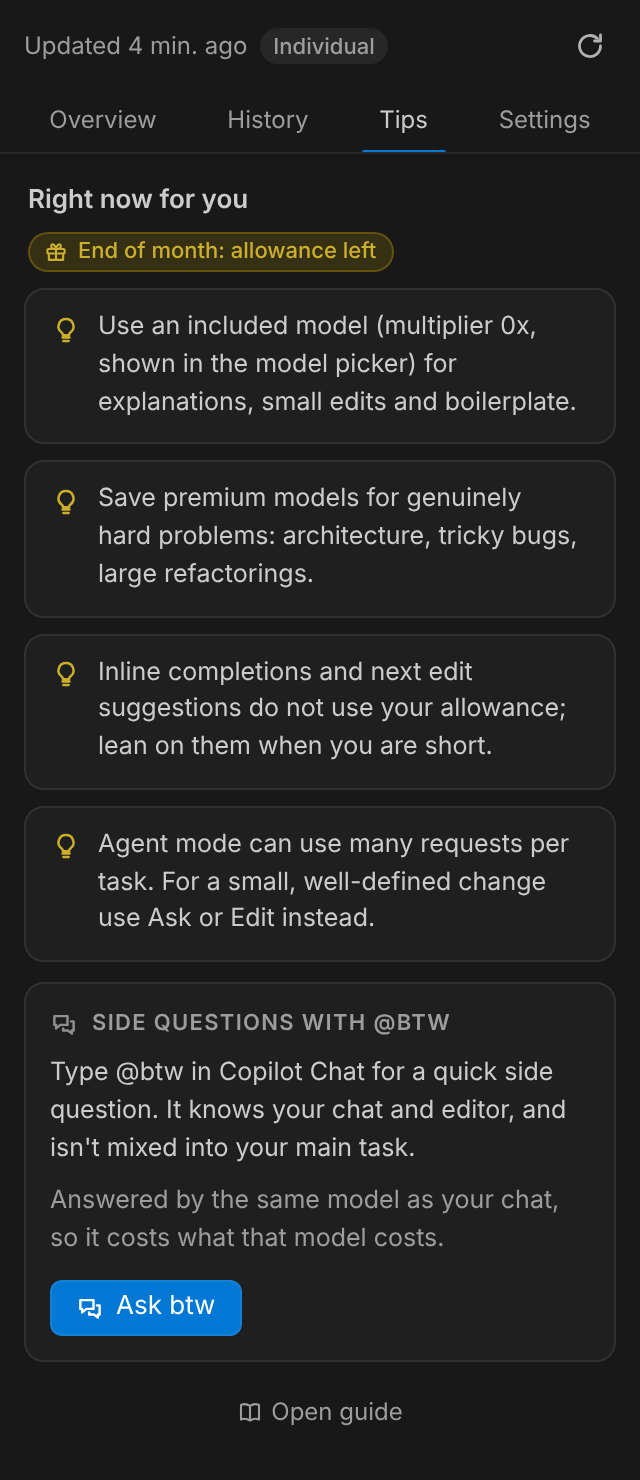 Updated 4 min. ago Individual
Overview History Tips Settings
Right now for you
End of month: allowance left
Use an included model (multiplier 0x,
shown in the model picker) for
explanations, small edits and boilerplate.
Save premium models for genuinely
hard problems: architecture, tricky bugs,
large refactorings.
Inline completions and next edit
suggestions do not use your allowance;
lean on them when you are short.
Agent mode can use many requests per
task. For a small, well-defined change
use Ask or Edit instead.
SIDE QUESTIONS WITH @BTW
Type @btw in Copilot Chat for a quick side
question. It knows your chat and editor, and
isn't mixed into your main task.
Answered by the same model as your chat,
so it costs what that model costs.
Ask btw
Open guide